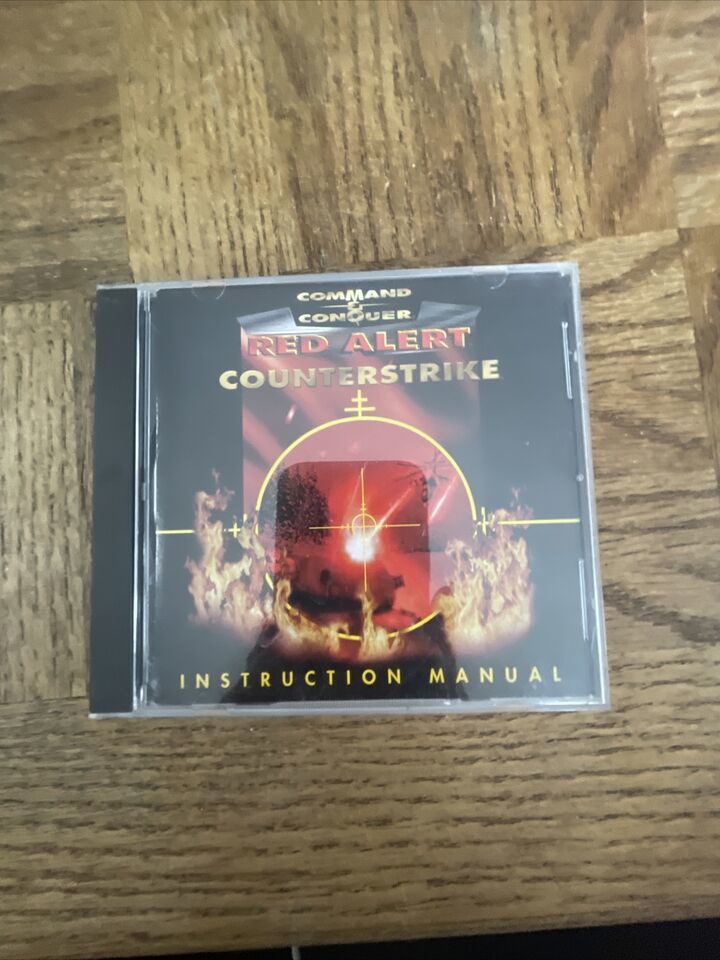 COMMAND
&
CONQUER
RED ALERT
COUNTERSTRIKE
INSTRUCTION MANUAL